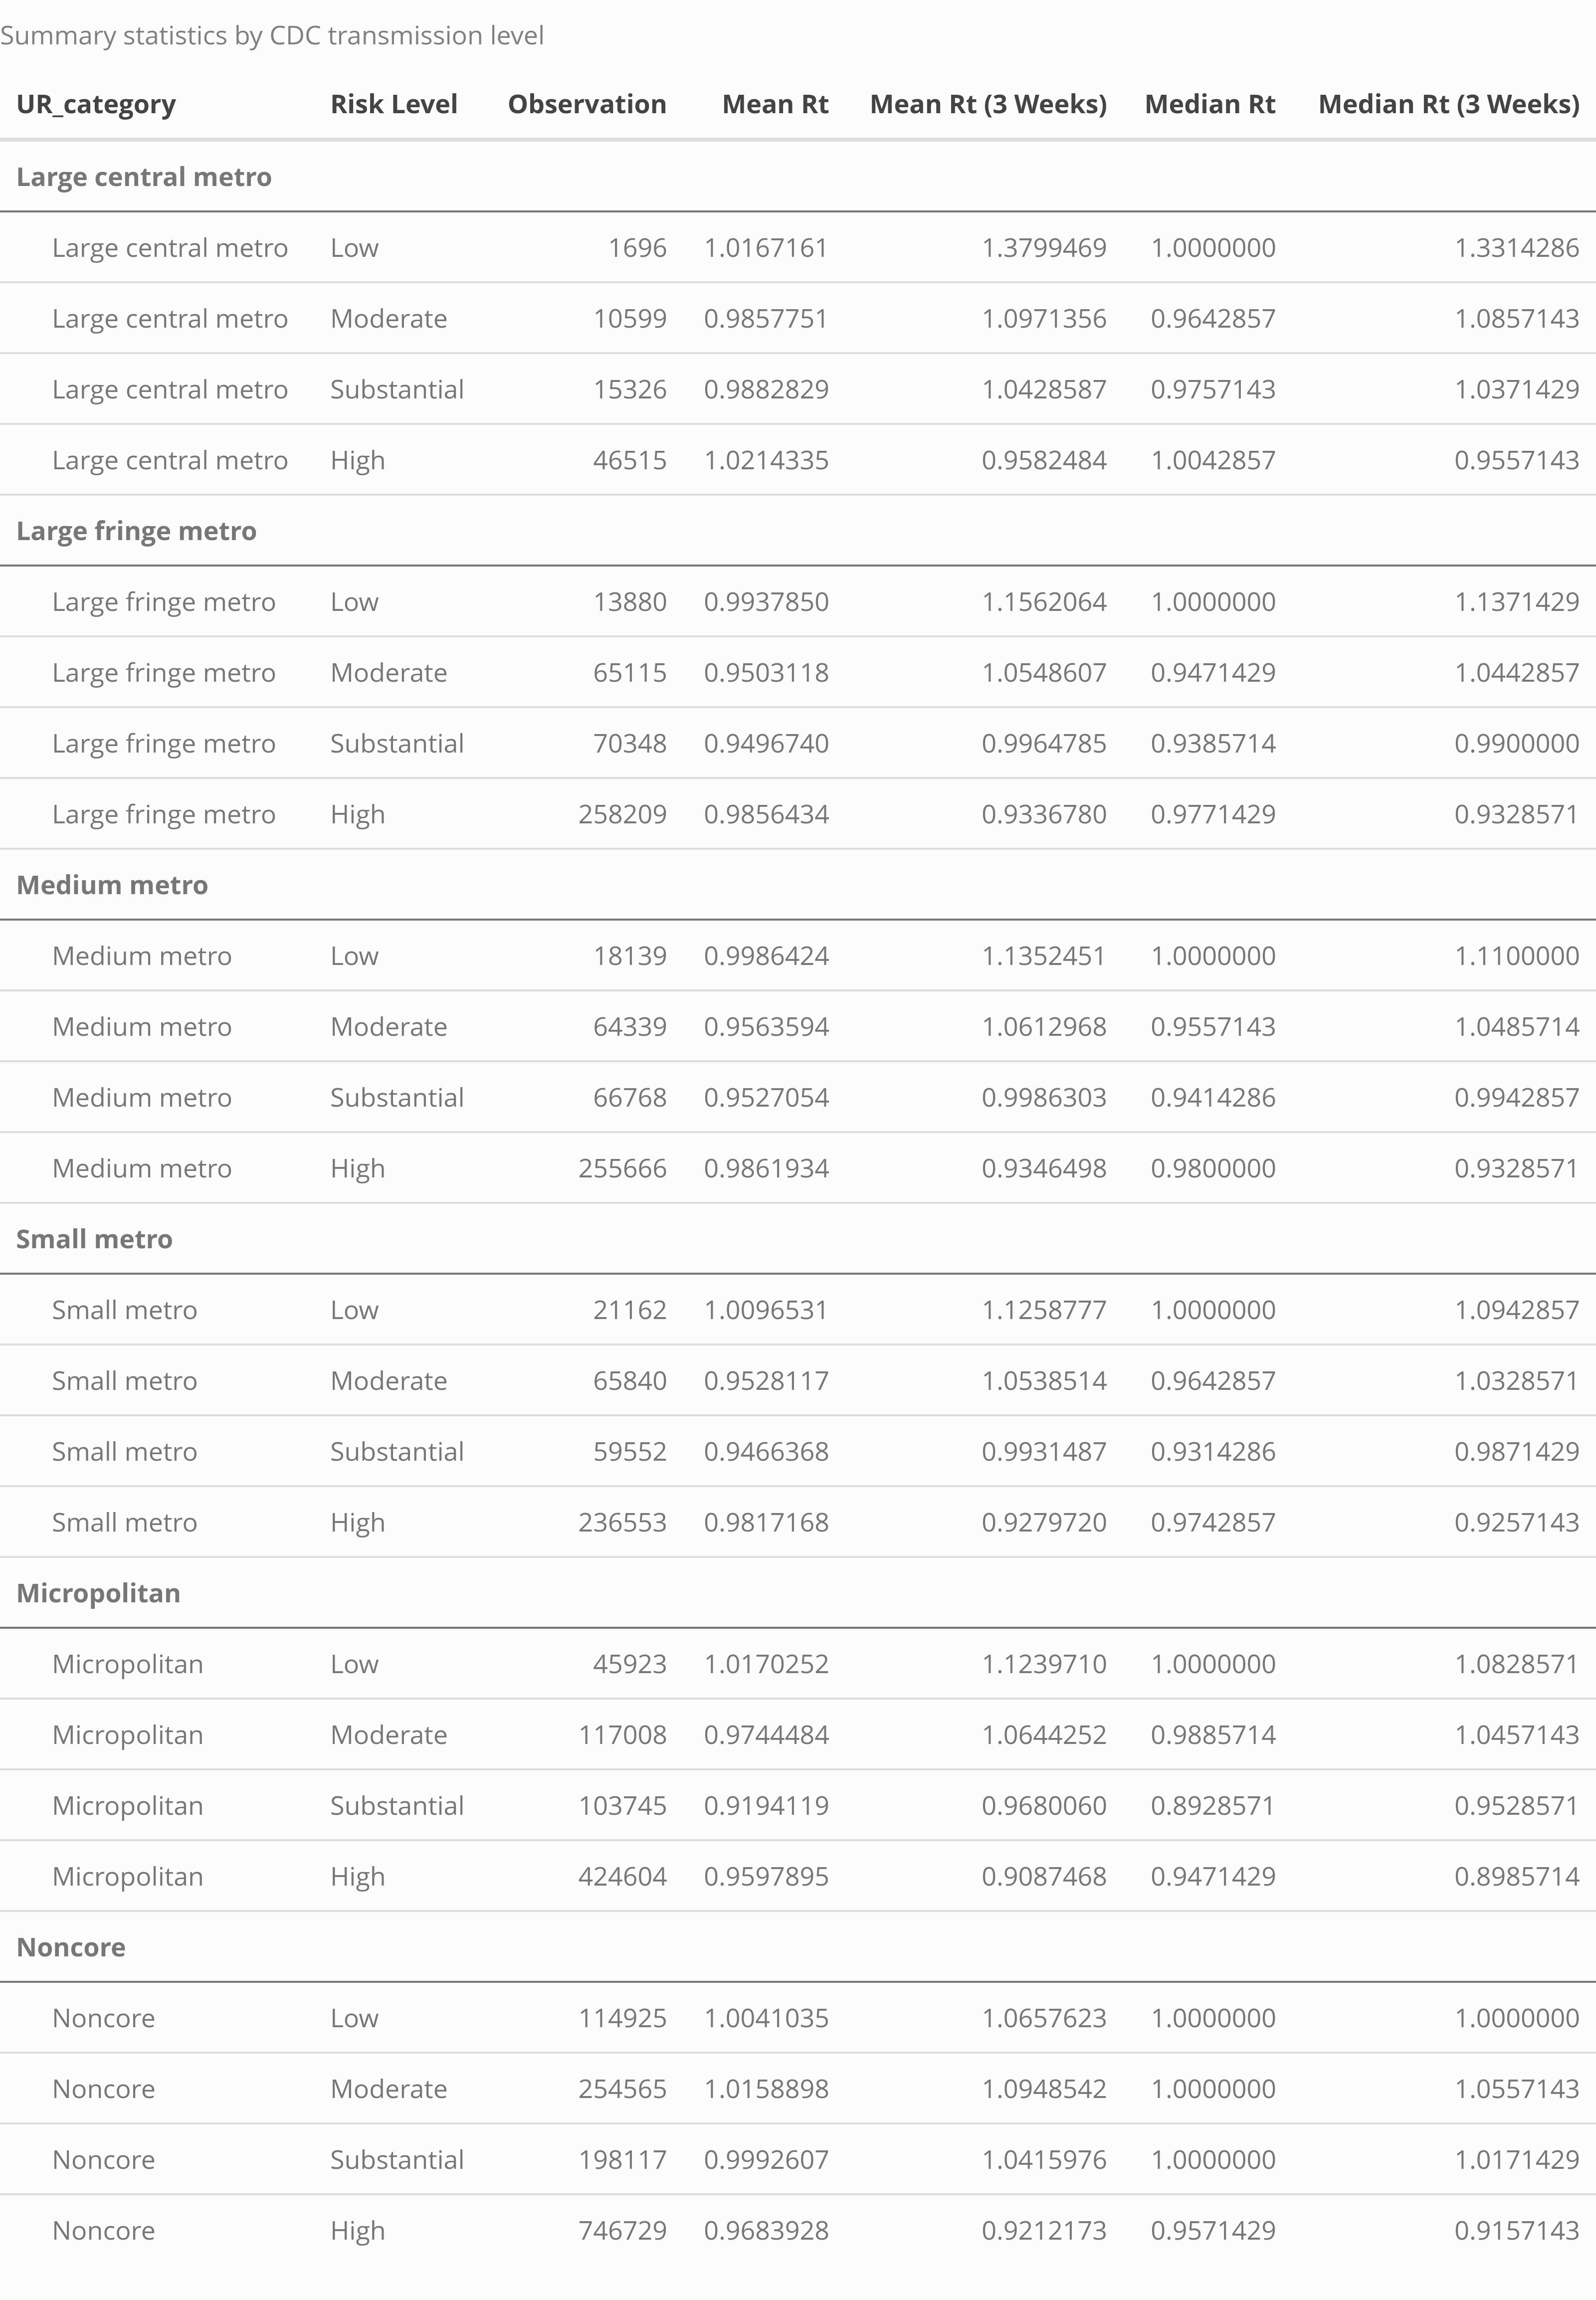 Summary statistics by CDC transmission level
UR_category Risk Level Observation Mean Rt Mean Rt (3 Weeks) Median Rt Median Rt (3 Weeks)
Large central metro
Large central metro Low 1696 1.0167161 1.3799469 1.0000000 1.3314286
Large central metro Moderate 10599 0.9857751 1.0971356 0.9642857 1.0857143
Large central metro Substantial 15326 0.9882829 1.0428587 0.9757143 1.0371429
Large central metro High 46515 1.0214335 0.9582484 1.0042857 0.9557143
Large fringe metro
Large fringe metro Low 13880 0.9937850 1.1562064 1.0000000 1.1371429
Large fringe metro Moderate 65115 0.9503118 1.0548607 0.9471429 1.0442857
Large fringe metro Substantial 70348 0.9496740 0.9964785 0.9385714 0.9900000
Large fringe metro High 258209 0.9856434 0.9336780 0.9771429 0.9328571
Medium metro
Medium metro Low 18139 0.9986424 1.1352451 1.0000000 1.1100000
Medium metro Moderate 64339 0.9563594 1.0612968 0.9557143 1.0485714
Medium metro Substantial 66768 0.9527054 0.9986303 0.9414286 0.9942857
Medium metro High 255666 0.9861934 0.9346498 0.9800000 0.9328571
Small metro
Small metro Low 21162 1.0096531 1.1258777 1.0000000 1.0942857
Small metro Moderate 65840 0.9528117 1.0538514 0.9642857 1.0328571
Small metro Substantial 59552 0.9466368 0.9931487 0.9314286 0.9871429
Small metro High 236553 0.9817168 0.9279720 0.9742857 0.9257143
Micropolitan
Micropolitan Low 45923 1.0170252 1.1239710 1.0000000 1.0828571
Micropolitan Moderate 117008 0.9744484 1.0644252 0.9885714 1.0457143
Micropolitan Substantial 103745 0.9194119 0.9680060 0.8928571 0.9528571
Micropolitan High 424604 0.9597895 0.9087468 0.9471429 0.8985714
Noncore
Noncore Low 114925 1.0041035 1.0657623 1.0000000 1.0000000
Noncore Moderate 254565 1.0158898 1.0948542 1.0000000 1.0557143
Noncore Substantial 198117 0.9992607 1.0415976 1.0000000 1.0171429
Noncore High 746729 0.9683928 0.9212173 0.9571429 0.9157143